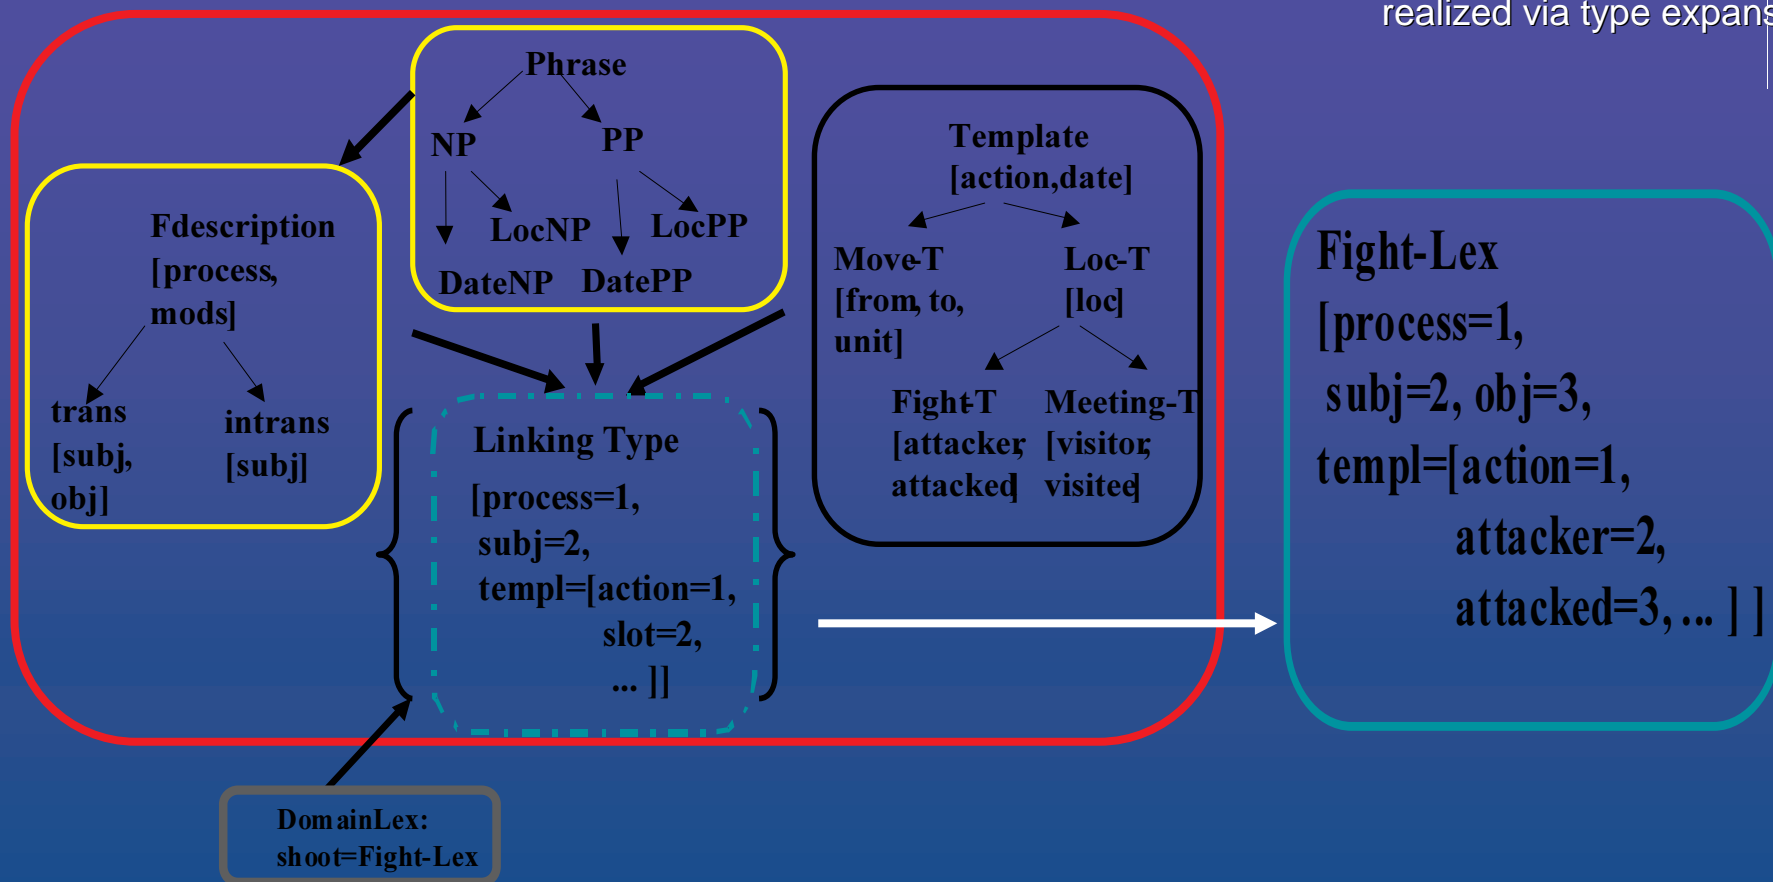 realized via type expans
Phrase
NP
PP
LocNP
LocPP
DateNP
DatePP
Fdescription
[process,
mods]
trans
[subj,
obj]
intrans
[subj]
Template
[action,date]
Move-T
[from, to,
unit]
Loc-T
[loc]
Fight-T
[attacker,
attacked]
Meeting-T
[visitor,
visitee]
Linking Type
[process=1,
subj=2,
templ=[action=1,
slot=2,
... ]]
Fight-Lex
[process=1,
subj=2, obj=3,
templ=[action=1,
attacker=2,
attacked=3, ... ] ]
DomainLex:
shoot=Fight-Lex